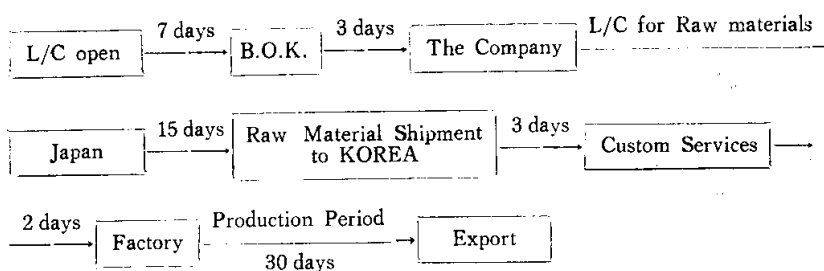 L/C open 7 days B.O.K. 3 days The Company L/C for Raw materials
Japan 15 days Raw Material Shipment to KOREA 3 days Custom Services
2 days Factory Production Period 30 days Export